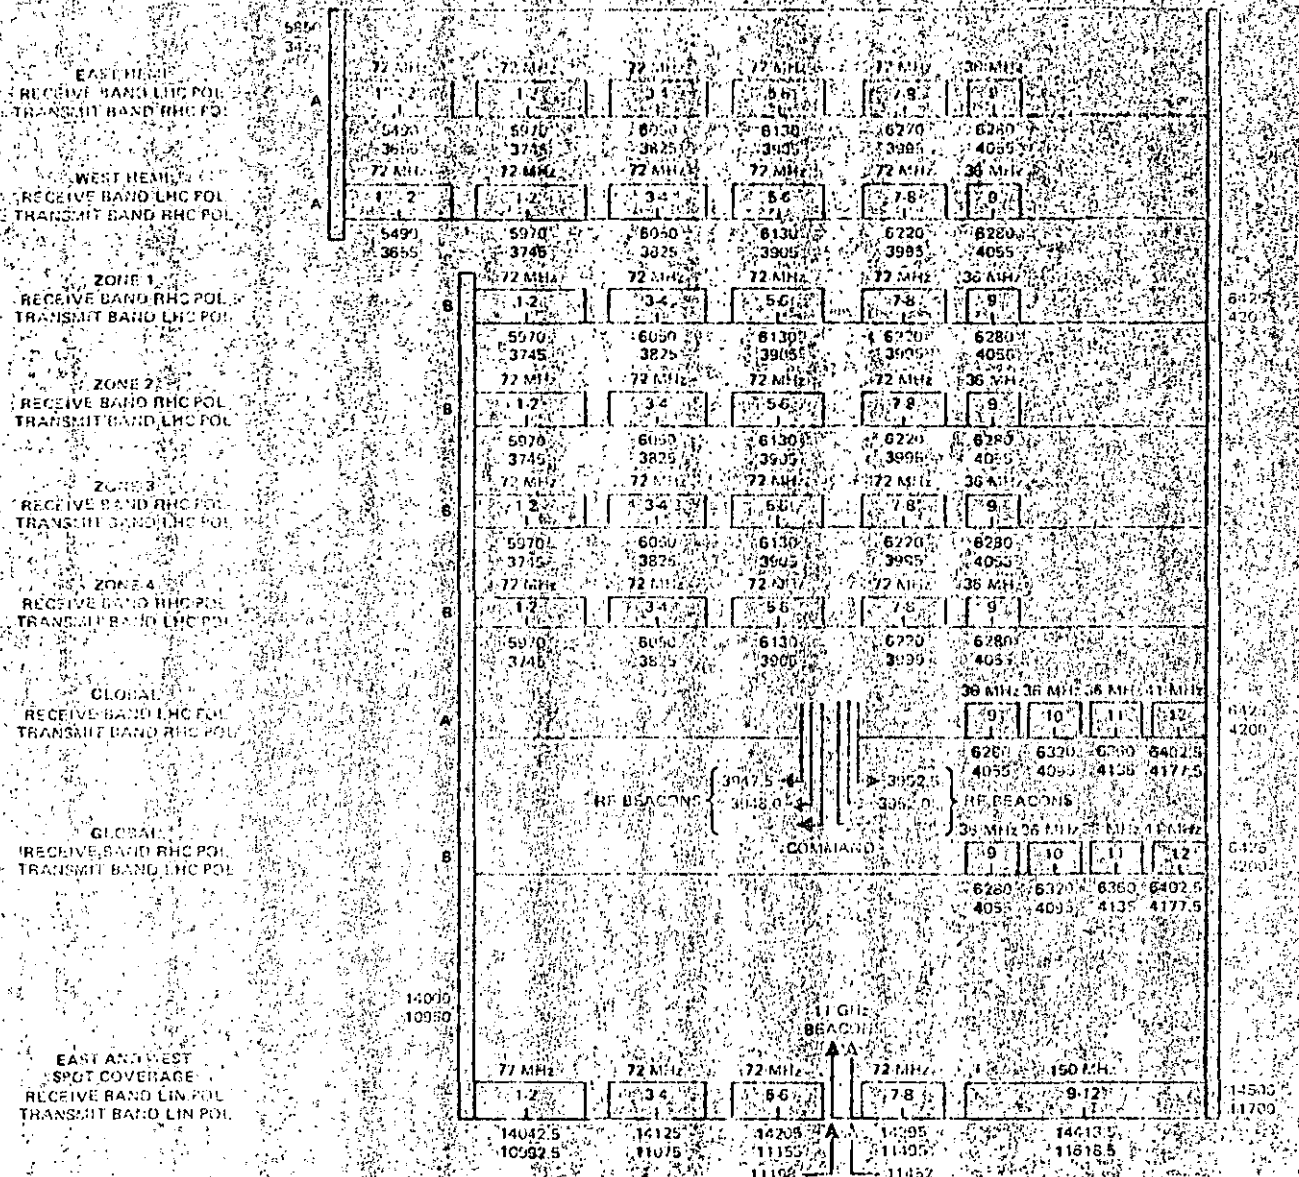 EAST HEMI
RECEIVE BAND LHC POL
TRANSMIT BAND RHC POL
A
72 MHz 72 MHz 72 MHz 72 MHz 72 MHz 36 MHz
1-2 3-4 5-6 7-8 9
5970 6050 6130 6280
3745 3825 3905 3995 4055
WEST HEMI
RECEIVE BAND LHC POL
TRANSMIT BAND RHC POL
A
72 MHz 72 MHz 72 MHz 72 MHz 72 MHz 36 MHz
1' 2' 1-2 3-4 5-6 7-8 9
5490 5970 6050 6130 6220 6280
3655 3745 3825 3905 3995 4055
ZONE 1
RECEIVE BAND RHC POL
TRANSMIT BAND LHC POL
B
72 MHz 72 MHz 72 MHz 72 MHz 36 MHz
1-2 3-4 5-6 7-8 9
5970 6050 6130 6220 6280
3745 3825 3905 3995 4055
6425
4200
ZONE 2
RECEIVE BAND RHC POL
TRANSMIT BAND LHC POL
B
72 MHz 72 MHz 72 MHz 72 MHz 36 MHz
1-2 3-4 5-6 7-8 9
5970 6050 6130 6220 6280
3745 3825 3905 3995 4055
ZONE 3
RECEIVE BAND RHC POL
TRANSMIT BAND LHC POL
B
72 MHz 72 MHz 72 MHz 72 MHz 36 MHz
1-2 3-4 5-6 7-8 9
5970 6050 6130 6220 6280
3745 3825 3905 3995 4055
ZONE 4
RECEIVE BAND RHC POL
TRANSMIT BAND LHC POL
B
72 MHz 72 MHz 72 MHz 72 MHz 36 MHz
1-2 3-4 5-6 7-8 9
5970 6050 6130 6220 6280
3745 3825 3905 3995 4055
GLOBAL
RECEIVE BAND LHC POL
TRANSMIT BAND RHC POL
A
36 MHz 36 MHz 36 MHz 41 MHz
9 10 11 12
6280 6320 6360 6402.5
4055 4095 4135 4177.5
6425
4200
RF BEACONS
3947.5
3948.0
3952.5
3952.0
RF BEACONS
COMMAND
GLOBAL
RECEIVE BAND RHC POL
TRANSMIT BAND LHC POL
B
36 MHz 36 MHz 36 MHz 41 MHz
9 10 11 12
6280 6320 6360 6402.5
4055 4095 4135 4177.5
6425
4200
14000
10950
11 GHz
BEACON
EAST AND WEST
SPOT COVERAGE
RECEIVE BAND LIN POL
TRANSMIT BAND LIN POL
77 MHz 72 MHz 72 MHz 72 MHz 150 MHz
1-2 3-4 5-6 7-8 9-12
14042.5 14125 14205 14295 14413.5
10992.5 11075 11155 11495 11618.5
14500
11700
A
11198 11452